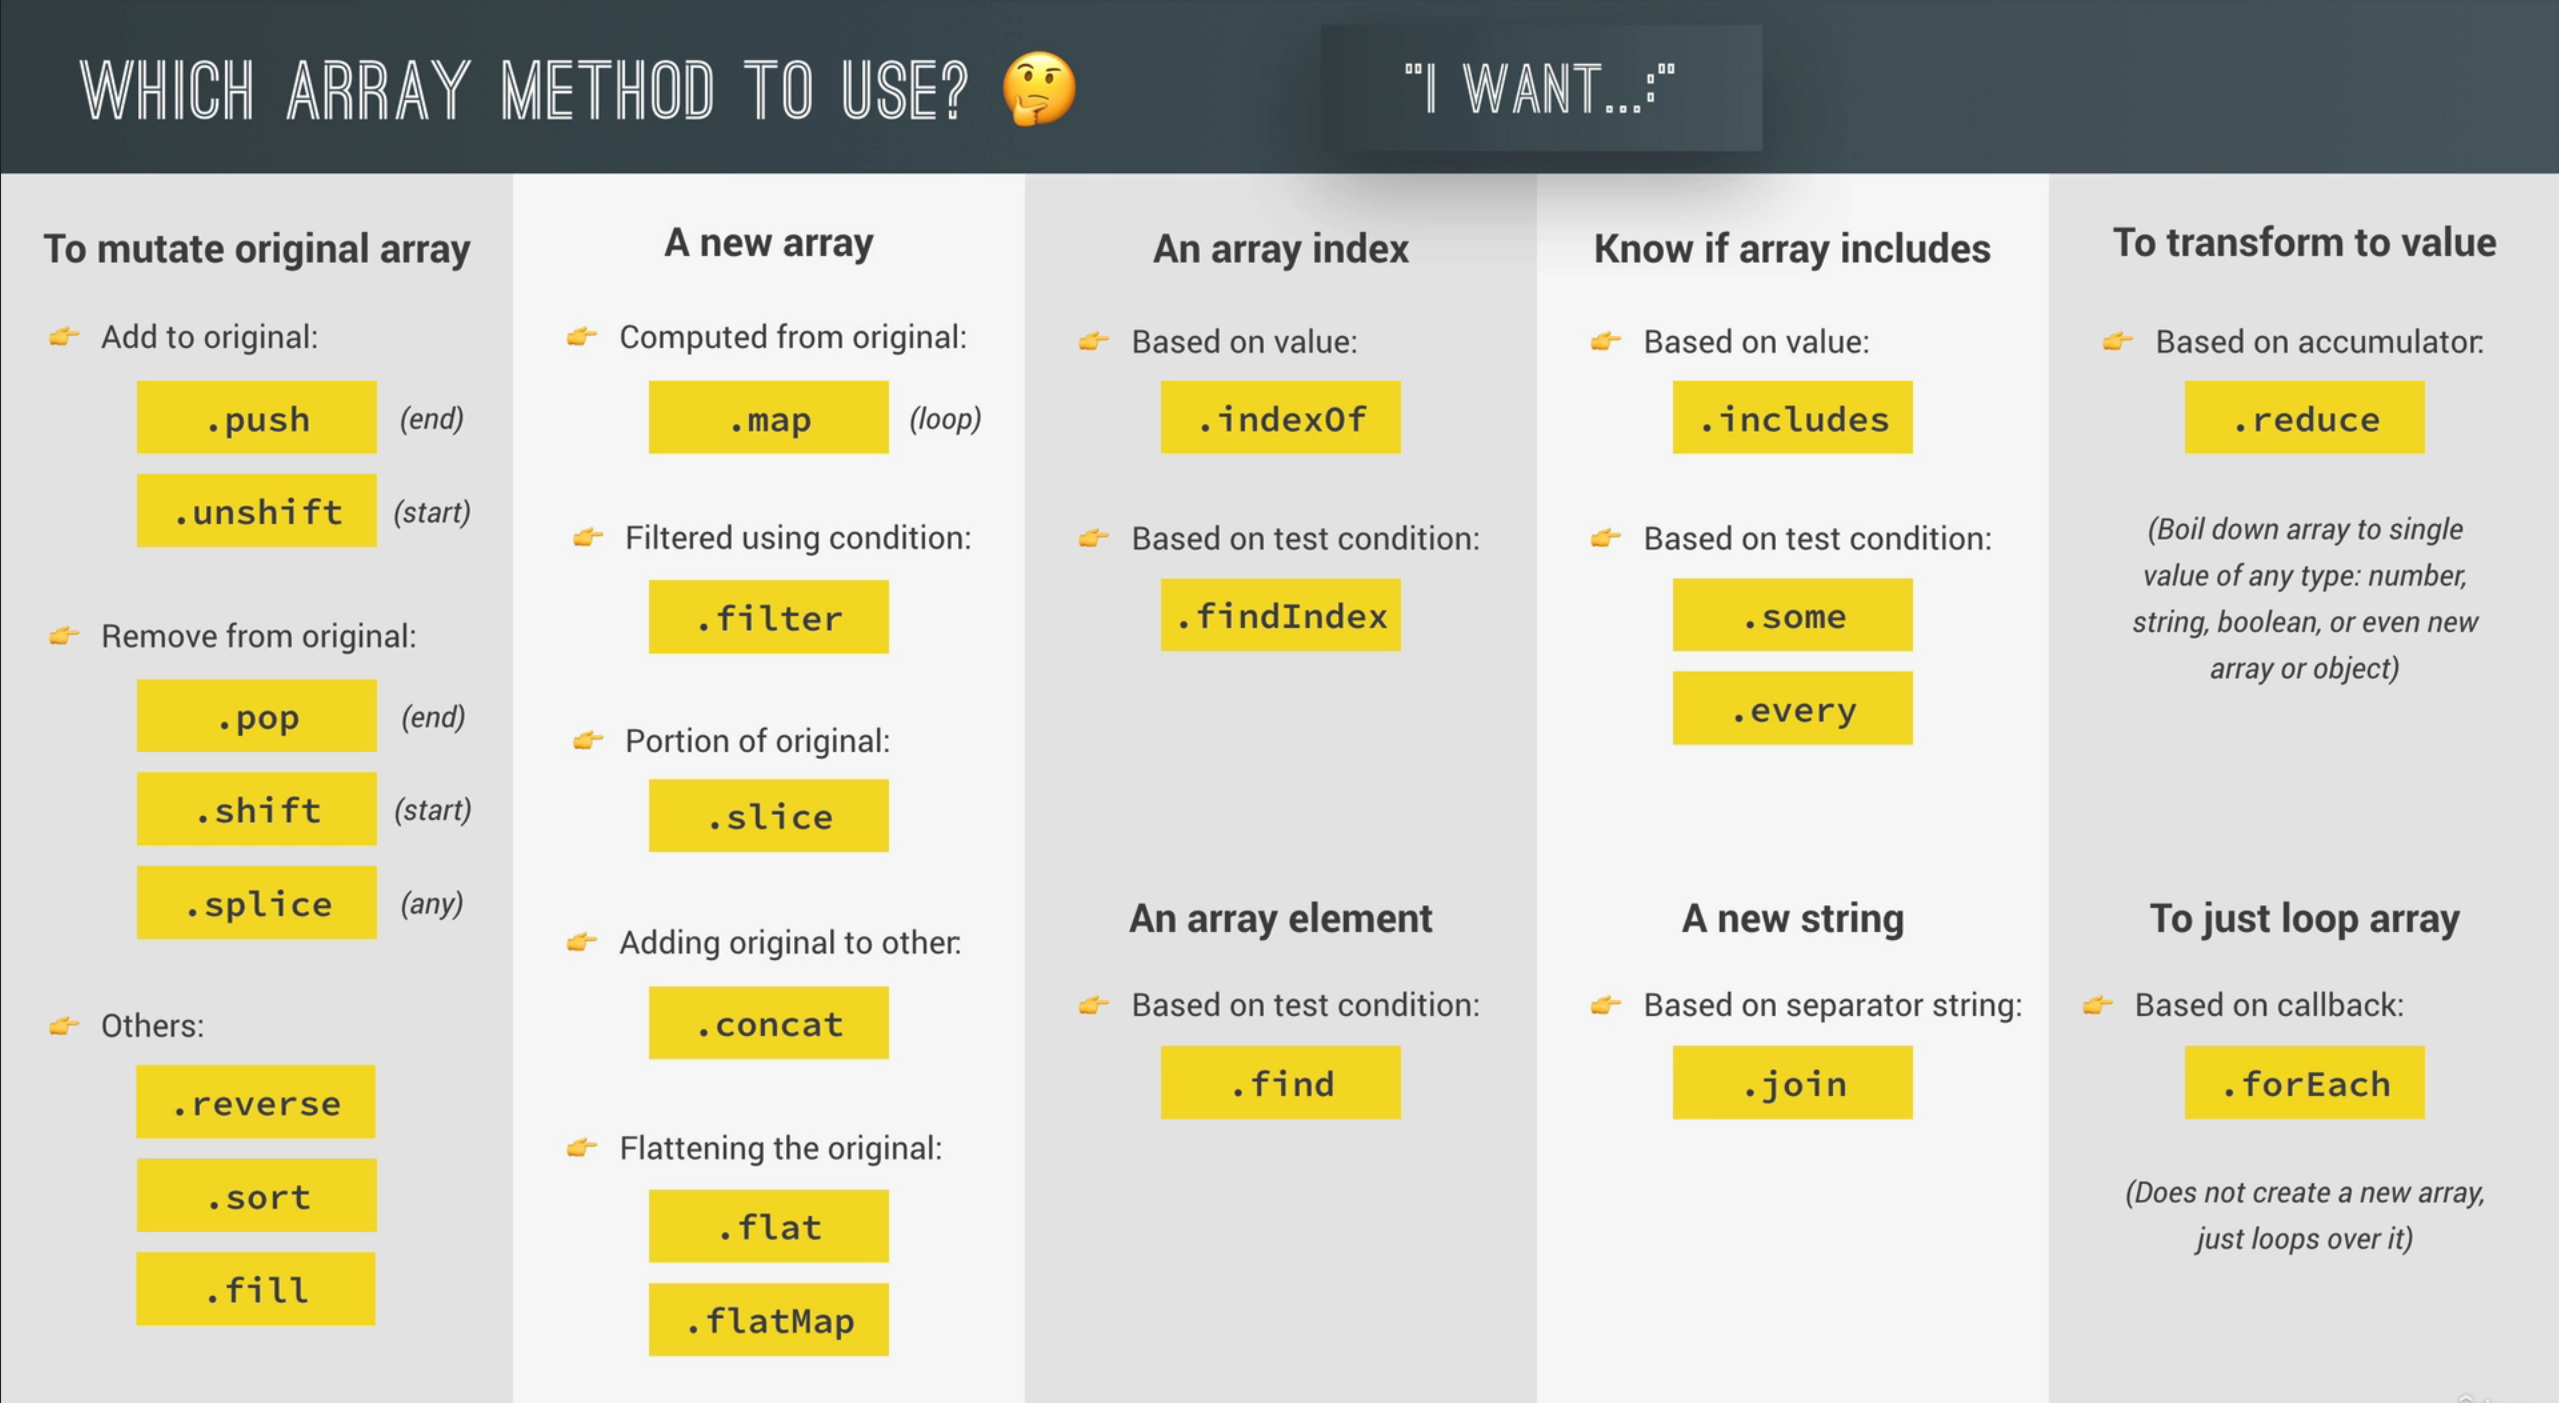 WHICH ARRAY METHOD TO USE? 🤔
"I WANT...:"
To mutate original array
👉 Add to original:
.push (end)
.unshift (start)
👉 Remove from original:
.pop (end)
.shift (start)
.splice (any)
👉 Others:
.reverse
.sort
.fill
A new array
👉 Computed from original:
.map (loop)
👉 Filtered using condition:
.filter
👉 Portion of original:
.slice
👉 Adding original to other:
.concat
👉 Flattening the original:
.flat
.flatMap
An array index
👉 Based on value:
.indexOf
👉 Based on test condition:
.findIndex
An array element
👉 Based on test condition:
.find
Know if array includes
👉 Based on value:
.includes
👉 Based on test condition:
.some
.every
A new string
👉 Based on separator string:
.join
To transform to value
👉 Based on accumulator:
.reduce
(Boil down array to single
value of any type: number,
string, boolean, or even new
array or object)
To just loop array
👉 Based on callback:
.forEach
(Does not create a new array,
just loops over it)